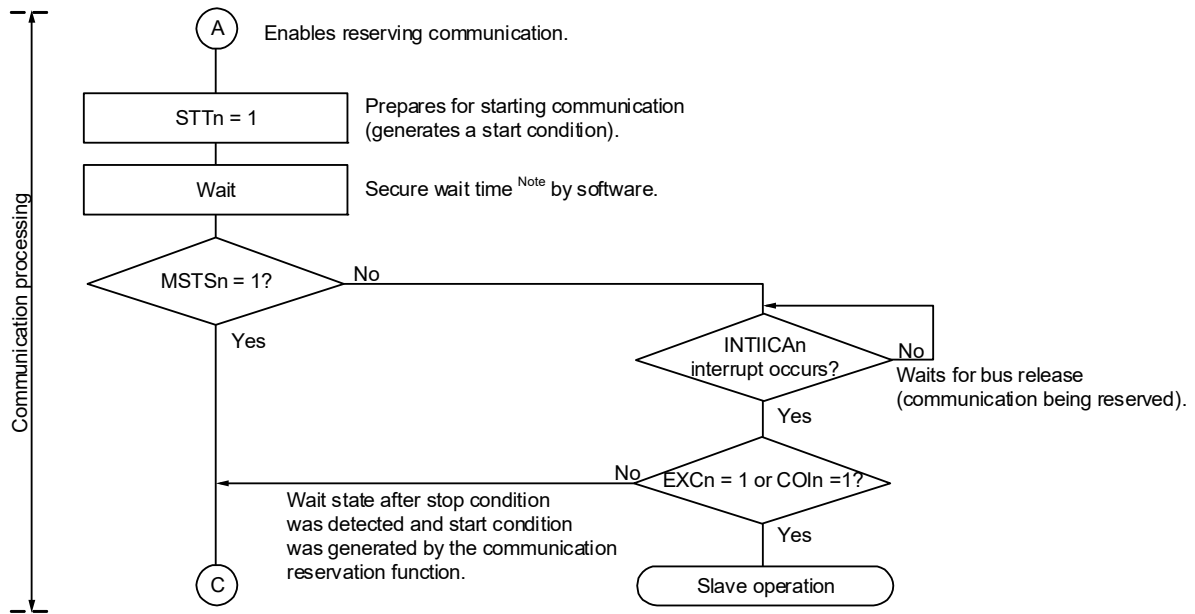 A
Enables reserving communication.
STTn = 1
Prepares for starting communication
(generates a start condition).
Wait
Secure wait time Note by software.
MSTSn = 1?
No
Yes
INTIICAn
interrupt occurs?
No
Waits for bus release
(communication being reserved).
Yes
EXCn = 1 or COIn =1?
No
Wait state after stop condition
was detected and start condition
was generated by the communication
reservation function.
Yes
C
Slave operation
Communication processing